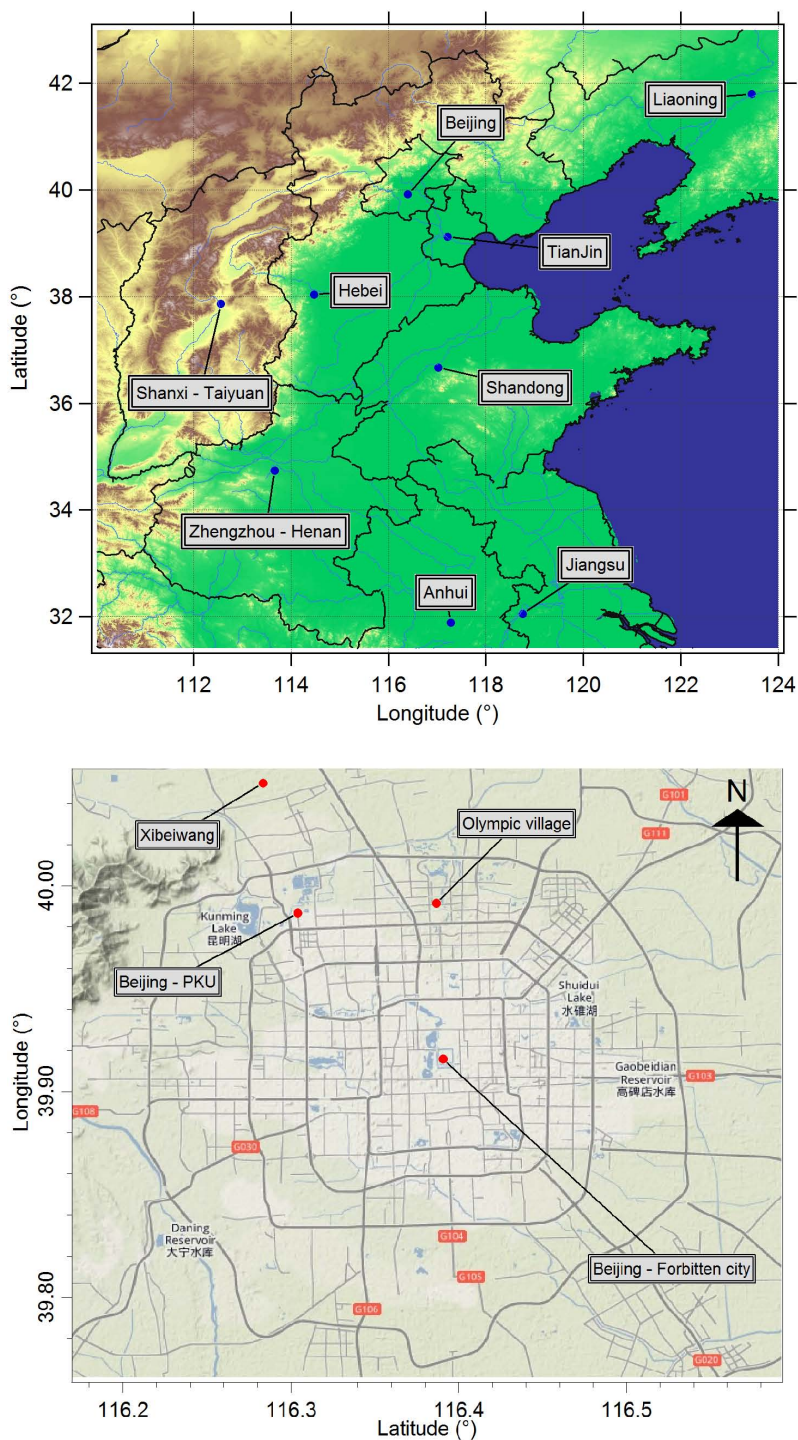 42
40
38
36
34
32
Latitude (°)
Liaoning
Beijing
TianJin
Hebei
Shanxi - Taiyuan
Shandong
Zhengzhou - Henan
Jiangsu
Anhui
112
114
116
118
120
122
124
Longitude (°)
N
G101
G111
Xibeiwang
Olympic village
40.00
Kunming
Lake
昆明湖
Beijing - PKU
Shuidui
Lake
水碓湖
Longitude (°)
39.90
Gaobeidian
Reservoir
高碑店水库
G103
G108
G030
Daning
Reservoir
大宁水库
G104
Beijing - Forbitten city
G105
39.80
G106
G020
116.2
116.3
116.4
116.5
Latitude (°)